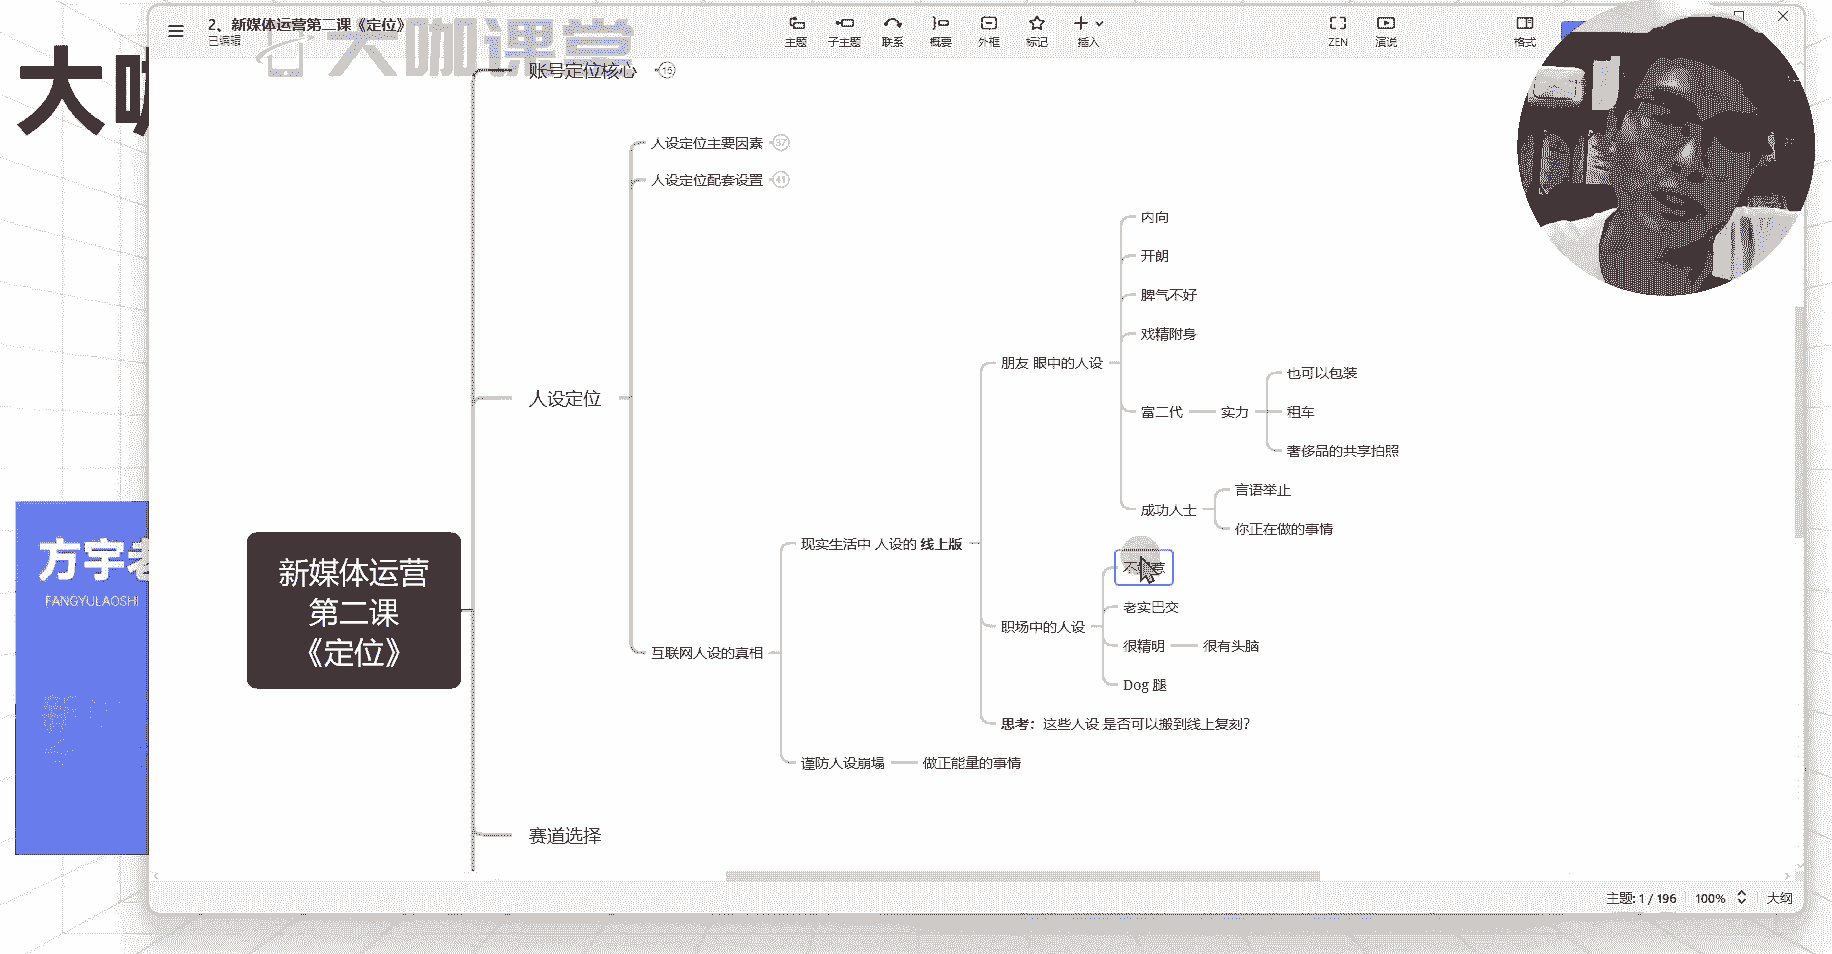 2、新媒体运营第二课《定位》
已编辑
大咖课堂
主题
子主题
联系
概要
外框
标记
插入
ZEN
演说
格式
大
账号定位核心 15
人设定位主要因素 37
人设定位配套设置 41
内向
开朗
脾气不好
戏精附身
朋友 眼中的人设
也可以包装
人设定位
富二代 实力 租车
奢侈品的共享拍照
言语举止
成功人士
你正在做的事情
现实生活中 人设的 线上版
方宇
FANGYULAOSHI
新媒体运营
第二课
《定位》
老实巴交
职场中的人设
很精明 很有头脑
互联网人设的真相
Dog 腿
思考：这些人设 是否可以搬到线上复刻？
谨防人设崩塌 做正能量的事情
赛道选择
主题: 1 / 196
100%
大纲